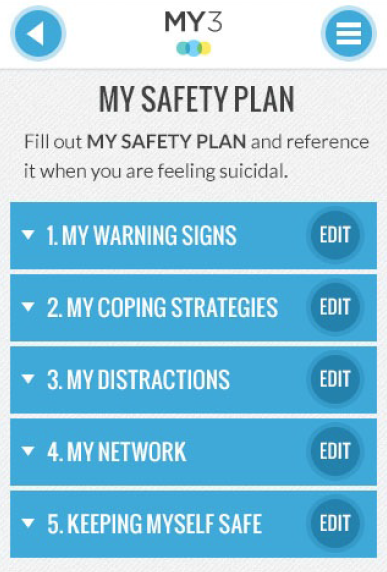 MY3
MY SAFETY PLAN
Fill out MY SAFETY PLAN and reference
it when you are feeling suicidal.
1. MY WARNING SIGNS EDIT
2. MY COPING STRATEGIES EDIT
3. MY DISTRACTIONS EDIT
4. MY NETWORK EDIT
5. KEEPING MYSELF SAFE EDIT